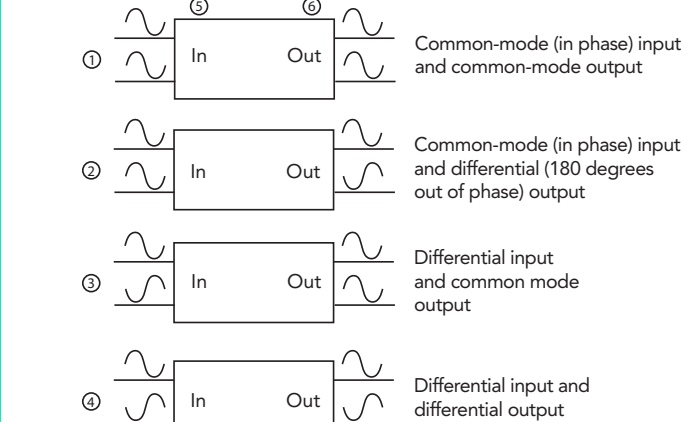 ⑤ ⑥
① In Out Common-mode (in phase) input
and common-mode output
② In Out Common-mode (in phase) input
and differential (180 degrees
out of phase) output
③ In Out Differential input
and common mode
output
④ In Out Differential input and
differential output